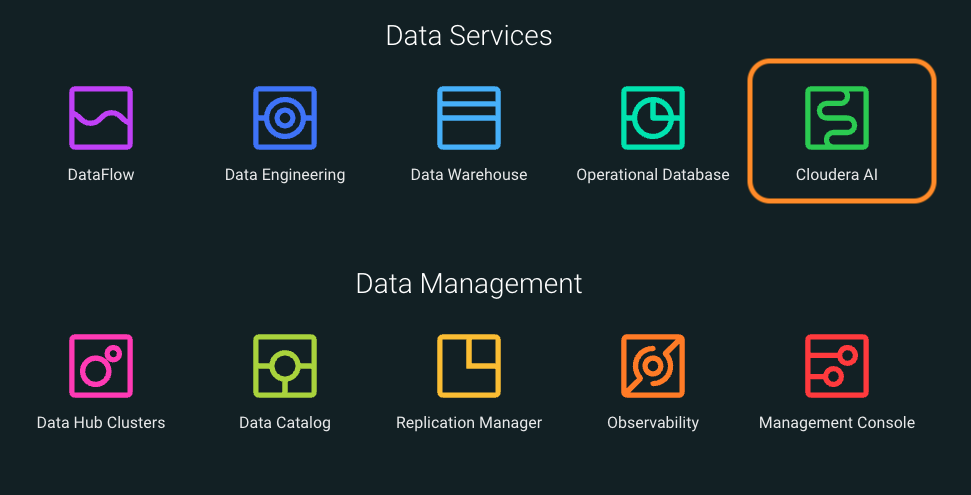 Data Services
DataFlow
Data Engineering
Data Warehouse
Operational Database
Cloudera AI
Data Management
Data Hub Clusters
Data Catalog
Replication Manager
Observability
Management Console